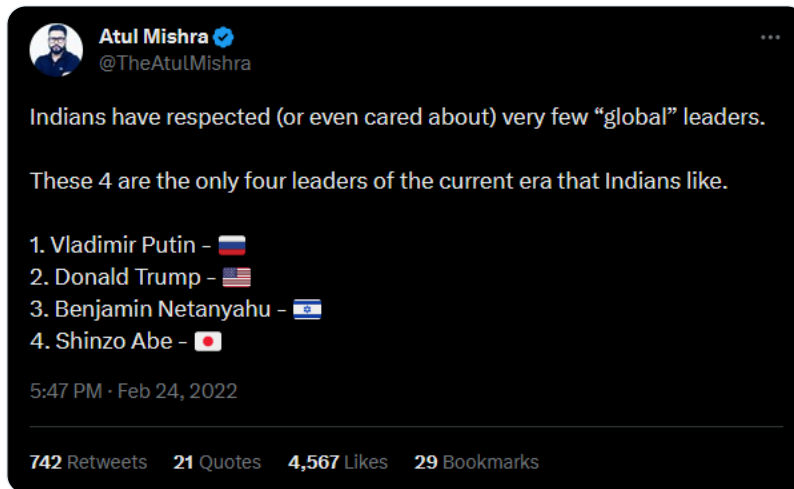 Atul Mishra
@TheAtulMishra
Indians have respected (or even cared about) very few “global” leaders.
These 4 are the only four leaders of the current era that Indians like.
1. Vladimir Putin - 🇷🇺
2. Donald Trump - 🇺🇸
3. Benjamin Netanyahu - 🇮🇱
4. Shinzo Abe - 🇯🇵
5:47 PM · Feb 24, 2022
742 Retweets 21 Quotes 4,567 Likes 29 Bookmarks